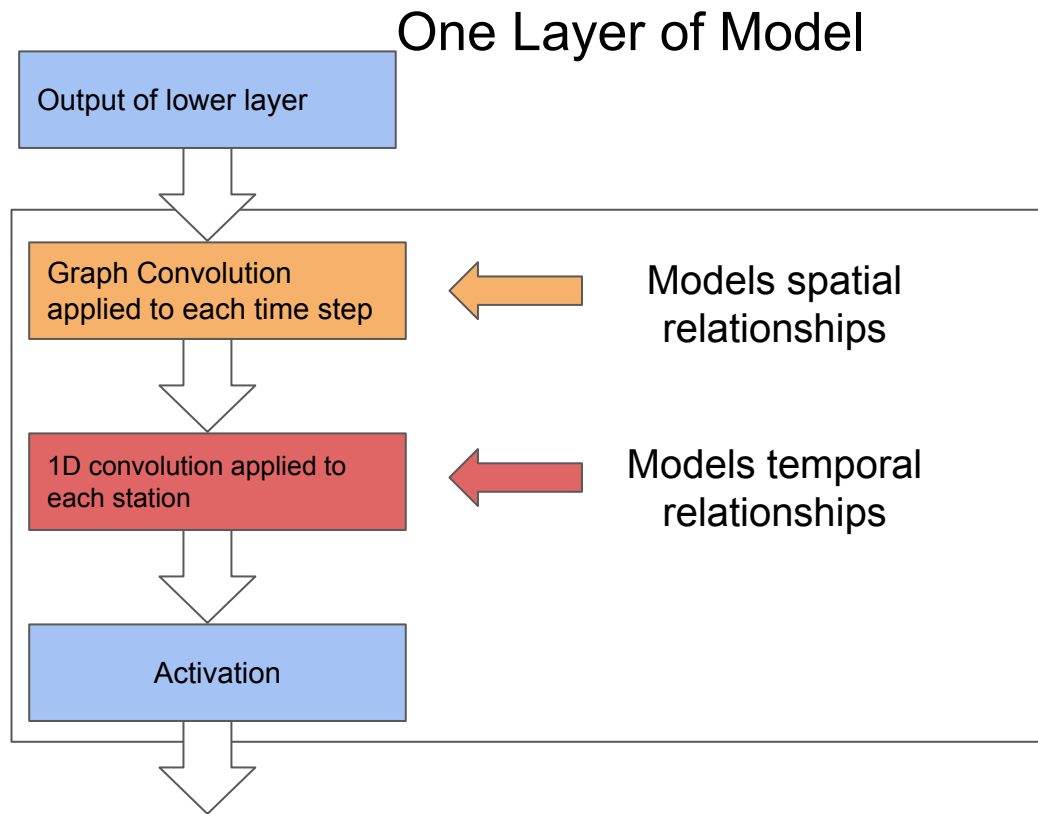 One Layer of Model
Output of lower layer
Graph Convolution
applied to each time step
Models spatial
relationships
1D convolution applied to
each station
Models temporal
relationships
Activation